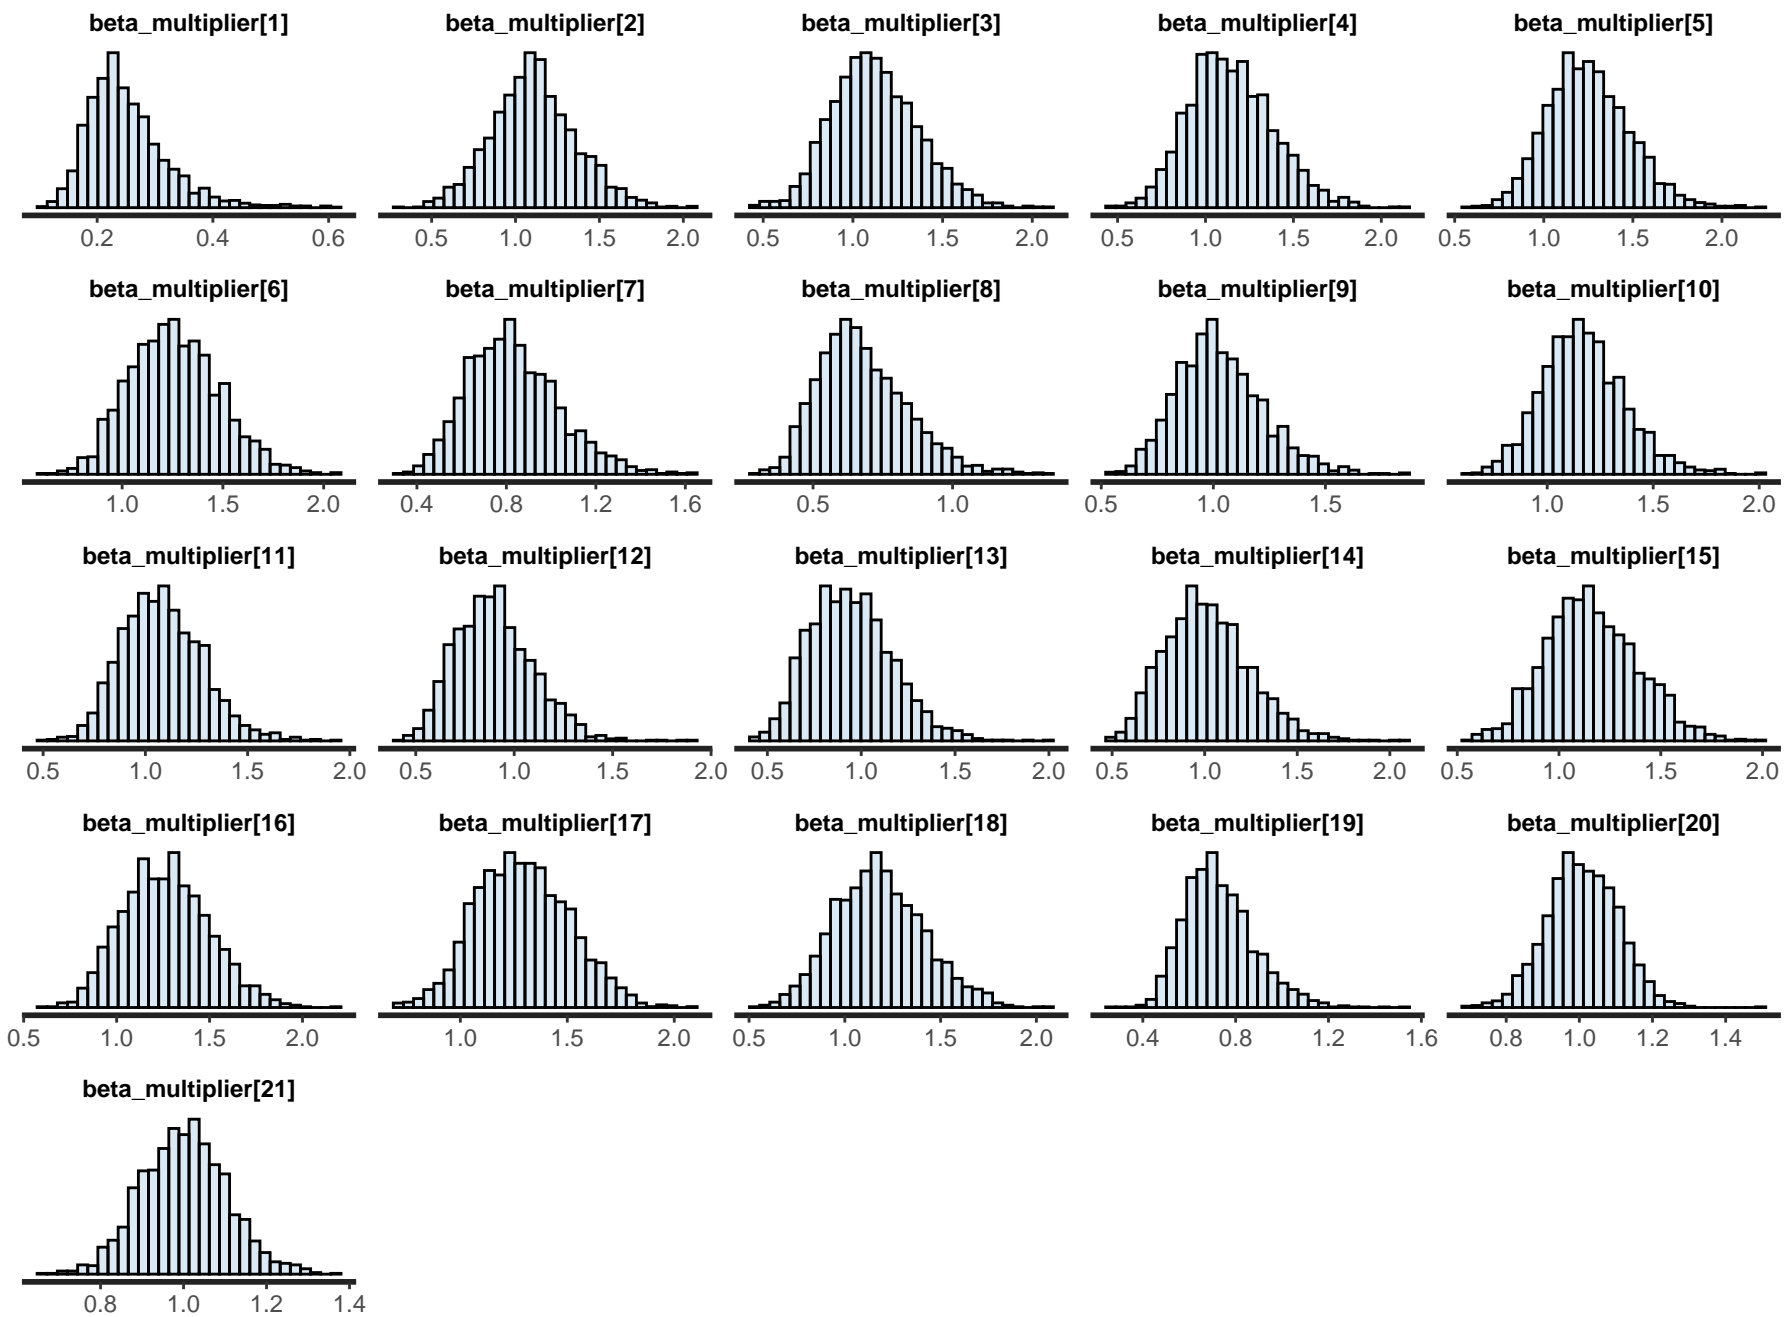 beta_multiplier[1] beta_multiplier[2] beta_multiplier[3] beta_multiplier[4] beta_multiplier[5]
0.2 0.4 0.6 0.5 1.0 1.5 2.0 0.5 1.0 1.5 2.0 0.5 1.0 1.5 2.0 0.5 1.0 1.5 2.0
beta_multiplier[6] beta_multiplier[7] beta_multiplier[8] beta_multiplier[9] beta_multiplier[10]
1.0 1.5 2.0 0.4 0.8 1.2 1.6 0.5 1.0 0.5 1.0 1.5 1.0 1.5 2.0
beta_multiplier[11] beta_multiplier[12] beta_multiplier[13] beta_multiplier[14] beta_multiplier[15]
0.5 1.0 1.5 2.0 0.5 1.0 1.5 2.0 0.5 1.0 1.5 2.0 0.5 1.0 1.5 2.0 0.5 1.0 1.5 2.0
beta_multiplier[16] beta_multiplier[17] beta_multiplier[18] beta_multiplier[19] beta_multiplier[20]
0.5 1.0 1.5 2.0 1.0 1.5 2.0 0.5 1.0 1.5 2.0 0.4 0.8 1.2 1.6 0.8 1.0 1.2 1.4
beta_multiplier[21]
0.8 1.0 1.2 1.4